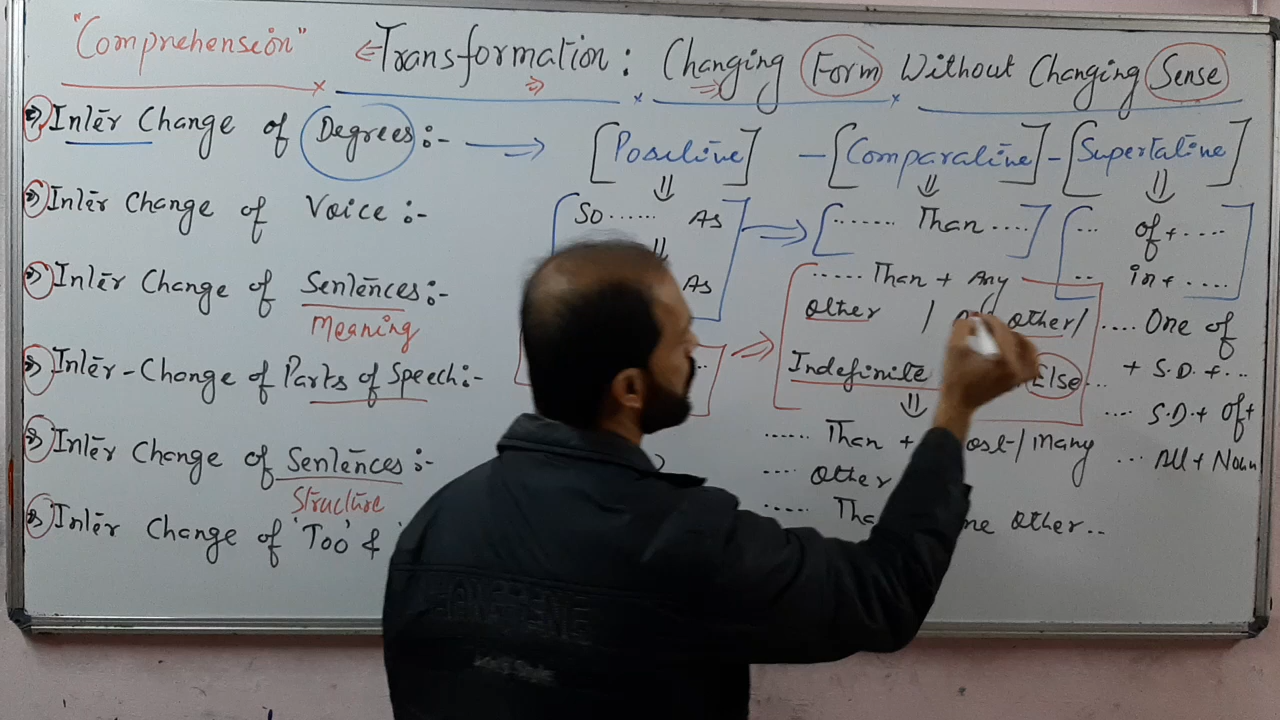 "Comprehension" Transformation: Changing Form Without Changing Sense
Inter Change of Degrees:- [Positive] - [Comparative] - [Superlative]
Inter Change of Voice:- So...... As ...... Than .... ... of + ....
As ...... Than + Any .. in + ....
Inter Change of Sentences:- other / other / .... One of
Meaning
Indefinite Else... + S.D. + ...
Inter-Change of Parts of Speech:- .... S.D. + Of +
...... Than + / Many ... All + Noun
Inter Change of Sentences:- .... Other
Structure
Inter Change of 'Too' & ...... Other..